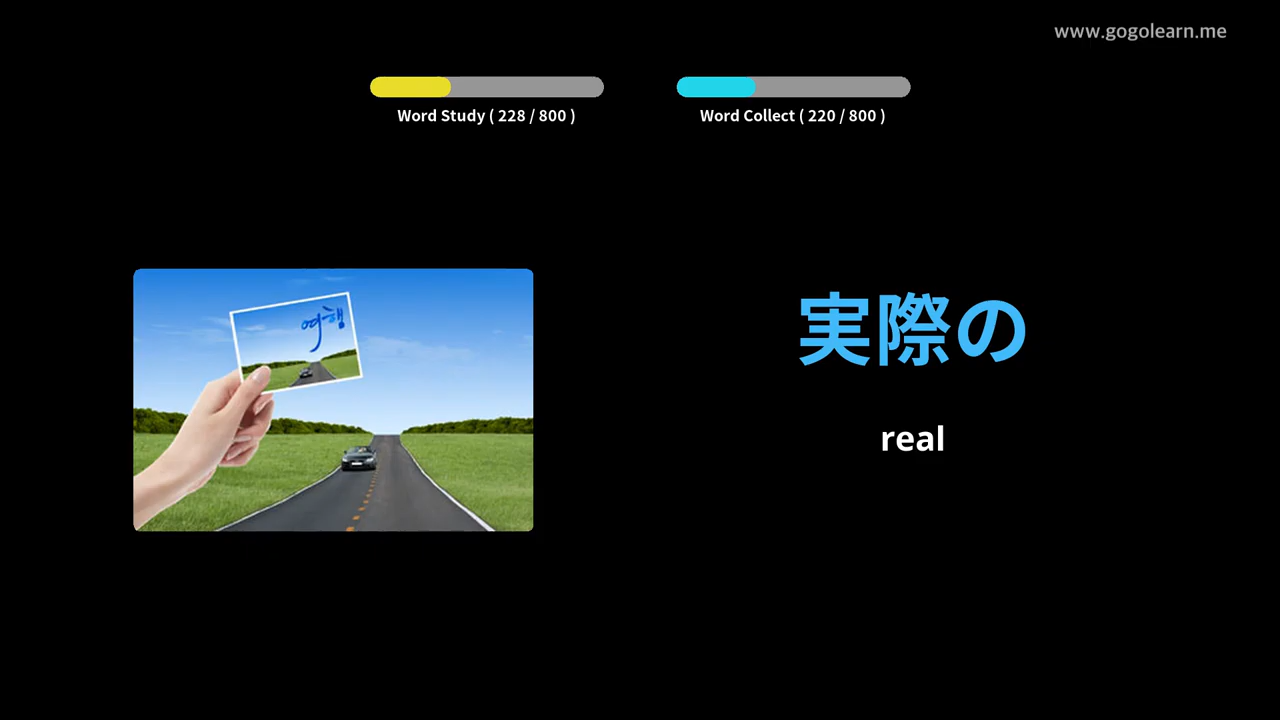 www.gogolearn.me
Word Study ( 228 / 800 )
Word Collect ( 220 / 800 )
여행
実際の
real